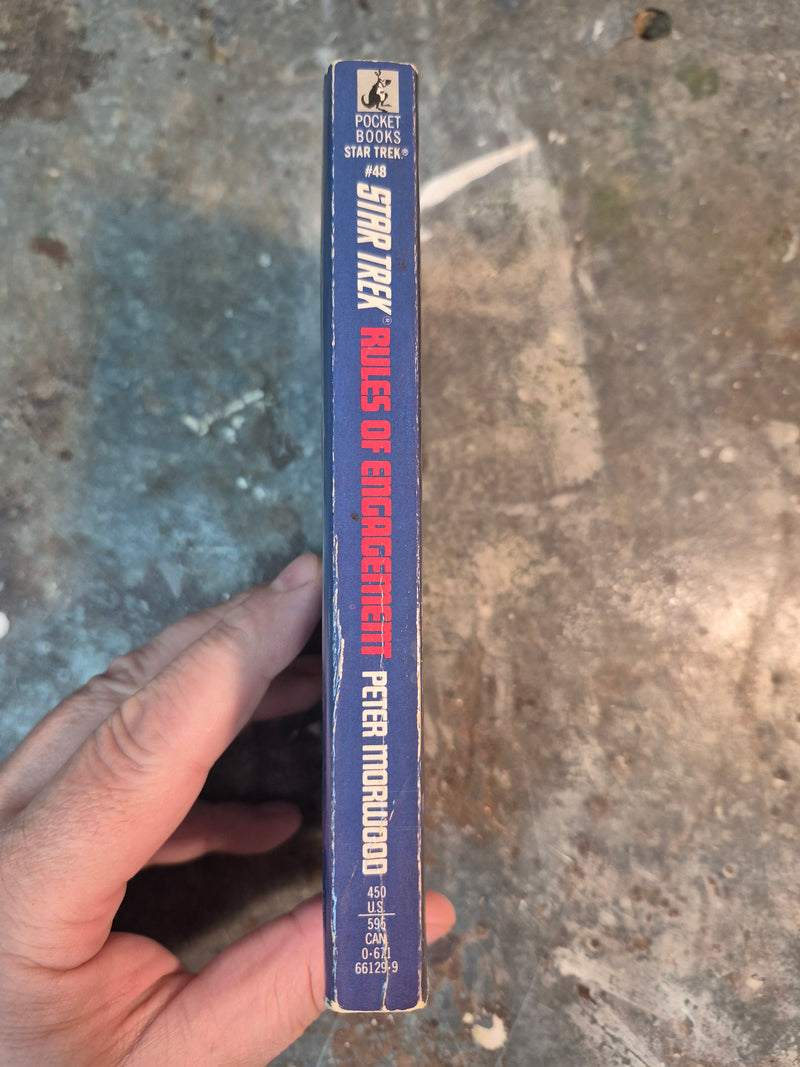 POCKET
BOOKS
STAR TREK®
#48
STAR TREK®
RULES OF ENGAGEMENT
PETER MORWOOD
450
U.S.
595
CAN
0-671
66129-9